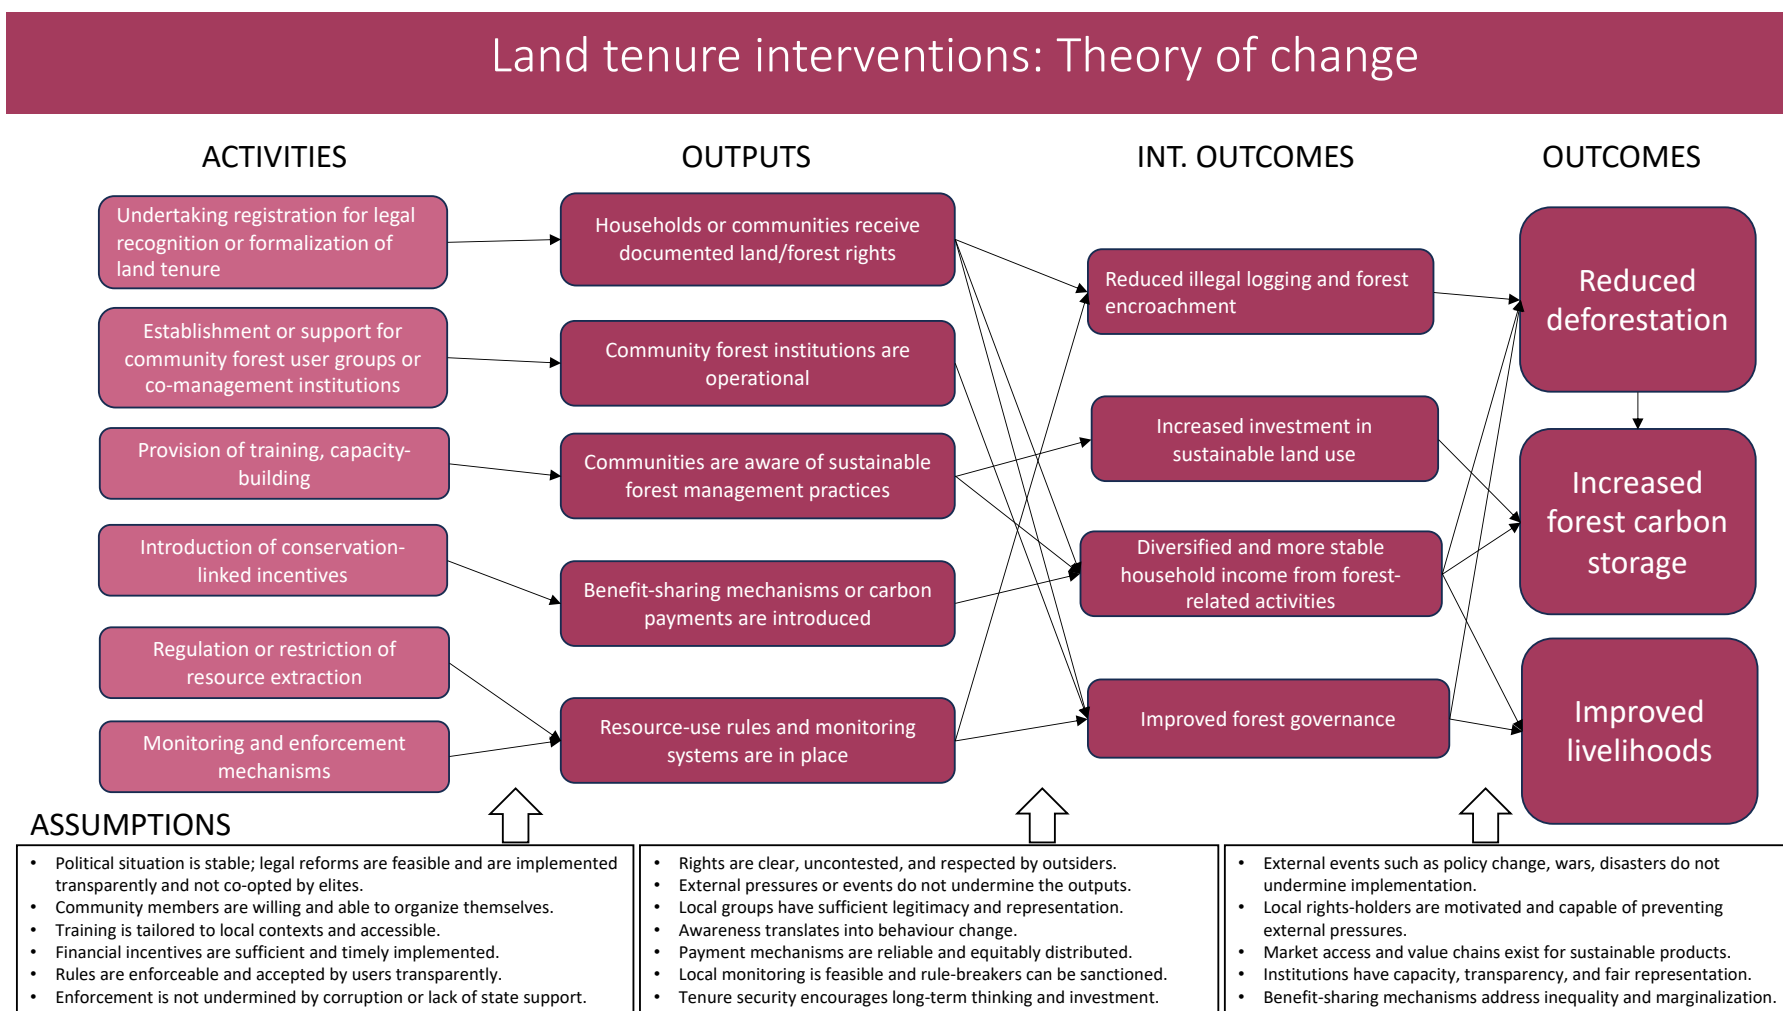 Land tenure interventions: Theory of change
ACTIVITIES
Undertaking registration for legal
recognition or formalization of
land tenure
Establishment or support for
community forest user groups or
co-management institutions
Provision of training, capacity-
building
Introduction of conservation-
linked incentives
Regulation or restriction of
resource extraction
Monitoring and enforcement
mechanisms
OUTPUTS
Households or communities receive
documented land/forest rights
Community forest institutions are
operational
Communities are aware of sustainable
forest management practices
Benefit-sharing mechanisms or carbon
payments are introduced
Resource-use rules and monitoring
systems are in place
INT. OUTCOMES
Reduced illegal logging and forest
encroachment
Increased investment in
sustainable land use
Diversified and more stable
household income from forest-
related activities
Improved forest governance
OUTCOMES
Reduced
deforestation
Increased
forest carbon
storage
Improved
livelihoods
ASSUMPTIONS
• Political situation is stable; legal reforms are feasible and are implemented
transparently and not co-opted by elites.
• Community members are willing and able to organize themselves.
• Training is tailored to local contexts and accessible.
• Financial incentives are sufficient and timely implemented.
• Rules are enforceable and accepted by users transparently.
• Enforcement is not undermined by corruption or lack of state support.
• Rights are clear, uncontested, and respected by outsiders.
• External pressures or events do not undermine the outputs.
• Local groups have sufficient legitimacy and representation.
• Awareness translates into behaviour change.
• Payment mechanisms are reliable and equitably distributed.
• Local monitoring is feasible and rule-breakers can be sanctioned.
• Tenure security encourages long-term thinking and investment.
• External events such as policy change, wars, disasters do not
undermine implementation.
• Local rights-holders are motivated and capable of preventing
external pressures.
• Market access and value chains exist for sustainable products.
• Institutions have capacity, transparency, and fair representation.
• Benefit-sharing mechanisms address inequality and marginalization.